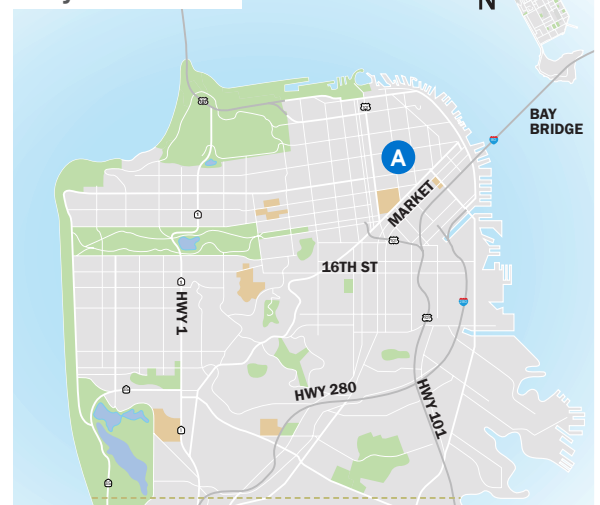 N
BAY
BRIDGE
A
MARKET
16TH ST
HWY 1
HWY 280
HWY 101